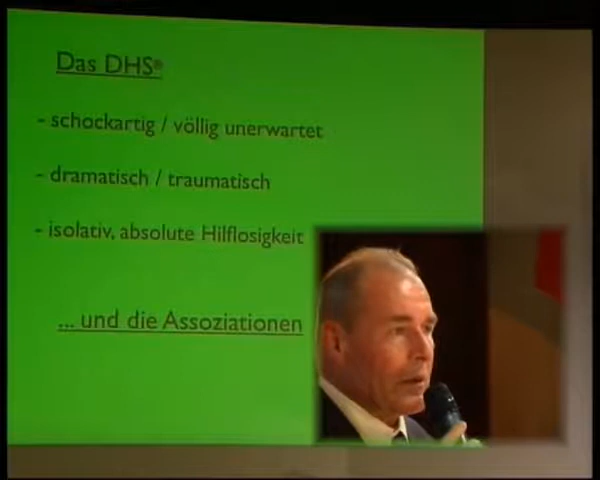 Das DHS®
- schockartig / völlig unerwartet
- dramatisch / traumatisch
- isolativ, absolute Hilflosigkeit
... und die Assoziationen